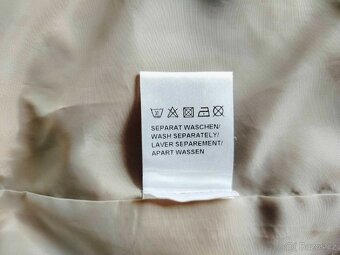 SEPARAT WASCHEN/
WASH SEPARATELY/
LAVER SEPAREMENT/
APART WASSEN